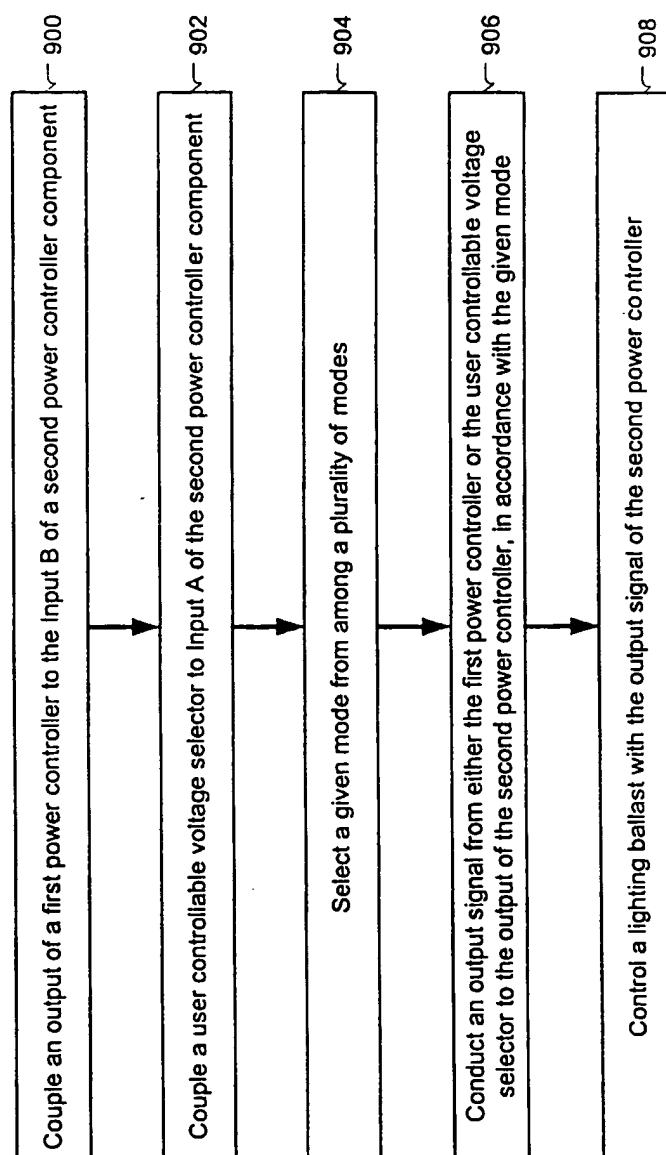 Couple an output of a first power controller to the Input B of a second power controller component
900
Couple a user controllable voltage selector to Input A of the second power controller component
902
Select a given mode from among a plurality of modes
904
Conduct an output signal from either the first power controller or the user controllable voltage
selector to the output of the second power controller, in accordance with the given mode
906
Control a lighting ballast with the output signal of the second power controller
908